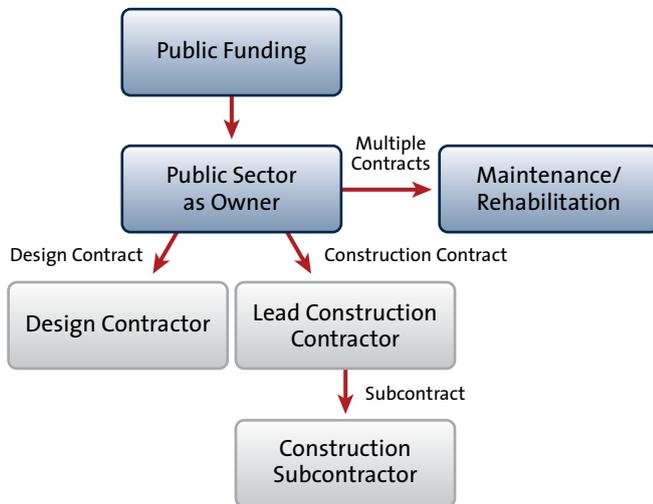 Public Funding
Multiple
Contracts
Public Sector
as Owner
Maintenance/
Rehabilitation
Design Contract
Construction Contract
Design Contractor
Lead Construction
Contractor
Subcontract
Construction
Subcontractor